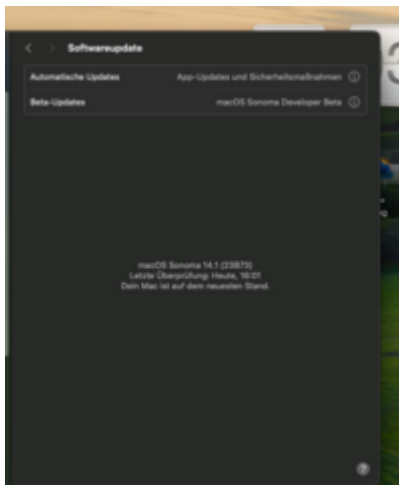 Softwareupdate
Automatische Updates App-Updates und Sicherheitsmaßnahmen
Beta-Updates macOS Sonoma Developer Beta
macOS Sonoma 14.1 (23B73)
Letzte Überprüfung: Heute, 16:01
Dein Mac ist auf dem neuesten Stand.